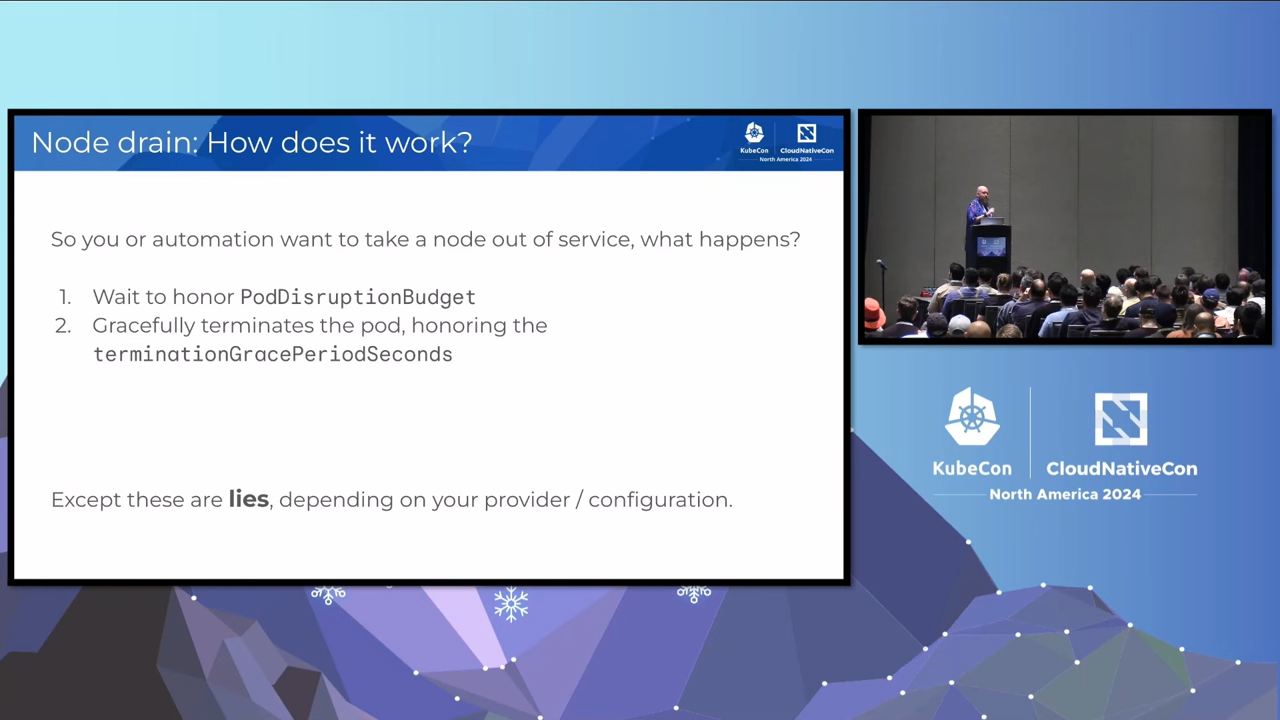 Node drain: How does it work?
KubeCon
CloudNativeCon
North America 2024
So you or automation want to take a node out of service, what happens?
1. Wait to honor PodDisruptionBudget
2. Gracefully terminates the pod, honoring the
terminationGracePeriodSeconds
Except these are lies, depending on your provider / configuration.
KubeCon
CloudNativeCon
North America 2024